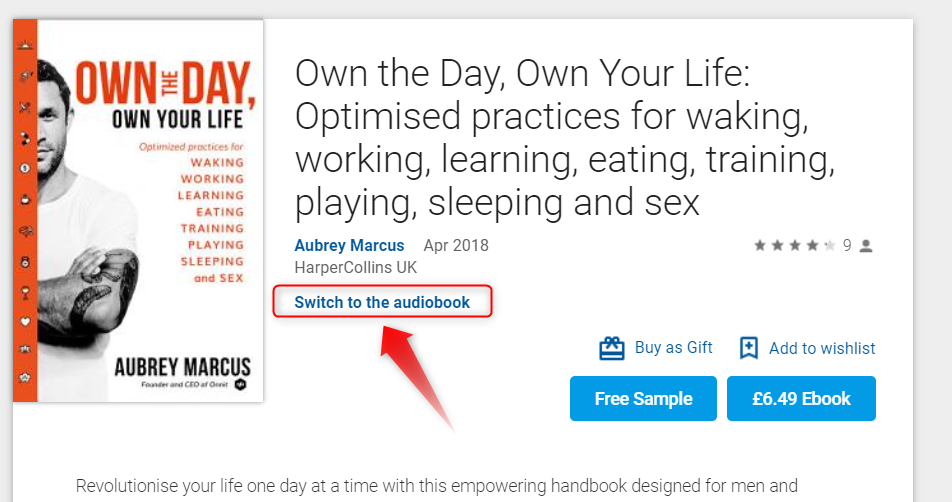 OWN THE DAY,
OWN YOUR LIFE
Optimized practices for
WAKING
WORKING
LEARNING
EATING
TRAINING
PLAYING
SLEEPING
and SEX
AUBREY MARCUS
Founder and CEO of Onnit
Own the Day, Own Your Life:
Optimised practices for waking,
working, learning, eating, training,
playing, sleeping and sex
Aubrey Marcus Apr 2018 9
HarperCollins UK
Switch to the audiobook
Buy as Gift Add to wishlist
Free Sample £6.49 Ebook
Revolutionise your life one day at a time with this empowering handbook designed for men and